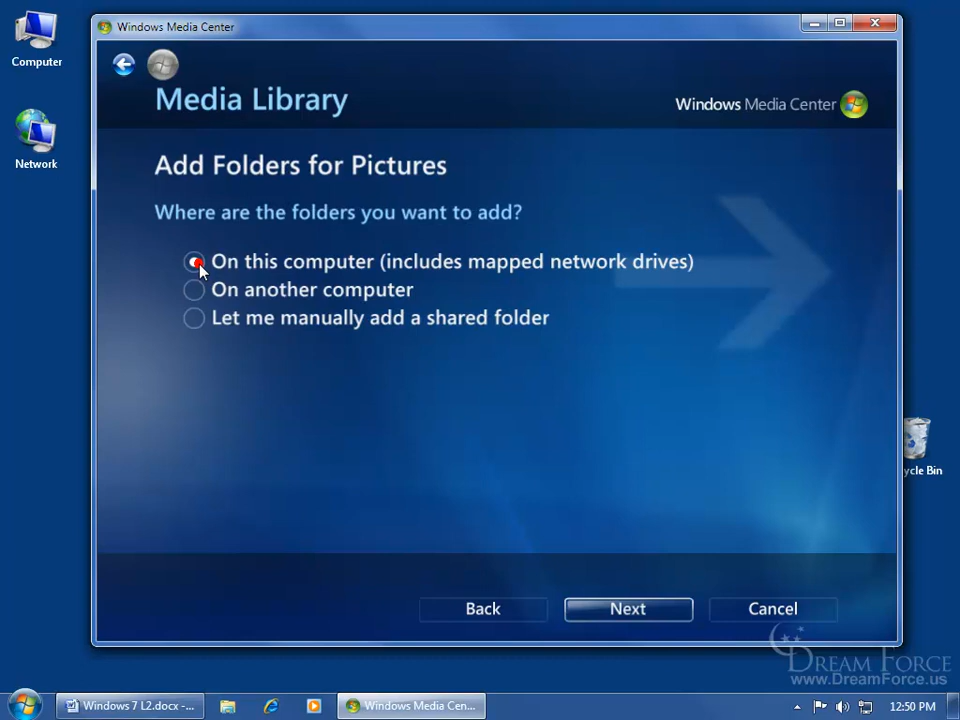 Computer
Network
Windows Media Center
Media Library
Windows Media Center
Add Folders for Pictures
Where are the folders you want to add?
On this computer (includes mapped network drives)
On another computer
Let me manually add a shared folder
ycle Bin
Back
Next
Cancel
DREAM FORCE
www.DreamForce.us
Windows 7 L2.docx -...
Windows Media Cen...
12:50 PM